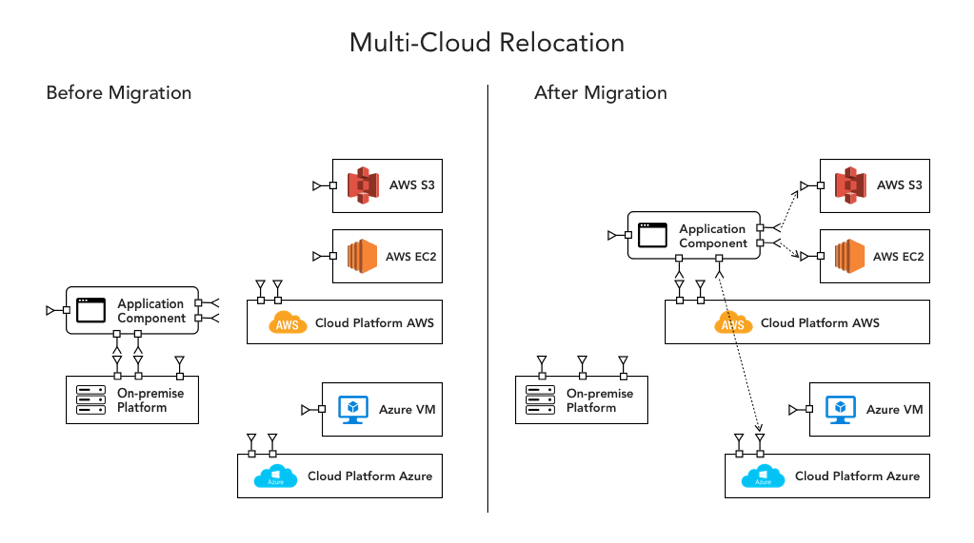 Multi-Cloud Relocation
Before Migration
AWS S3
AWS EC2
Application
Component
AWS
Cloud Platform AWS
On-premise
Platform
Azure VM
Azure
Cloud Platform Azure
After Migration
AWS S3
Application
Component
AWS EC2
AWS
Cloud Platform AWS
On-premise
Platform
Azure VM
Azure
Cloud Platform Azure